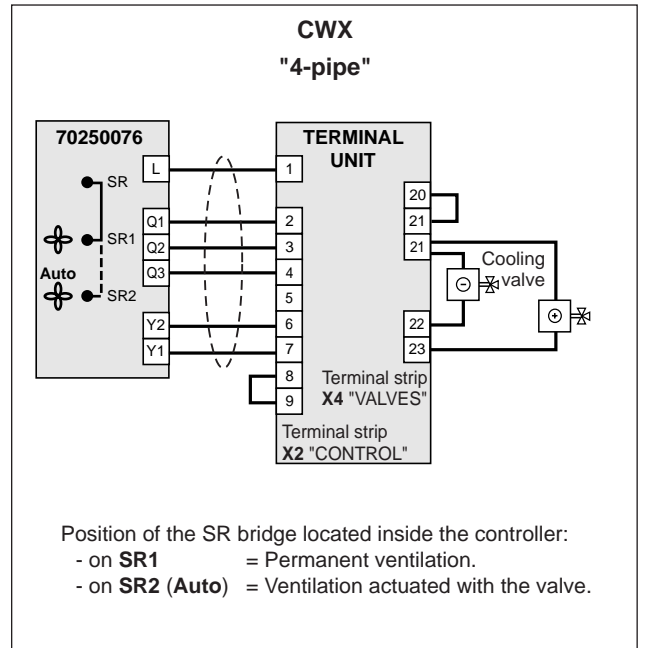 CWX
"4-pipe"
70250076
TERMINAL
UNIT
L
1
SR
20
Q1
2
21
SR1
Q2
3
21
Cooling
valve
Auto
Q3
4
SR2
5
Y2
6
22
Y1
7
23
8
Terminal strip
X4 "VALVES"
9
Terminal strip
X2 "CONTROL"
Position of the SR bridge located inside the controller:
- on SR1 = Permanent ventilation.
- on SR2 (Auto) = Ventilation actuated with the valve.